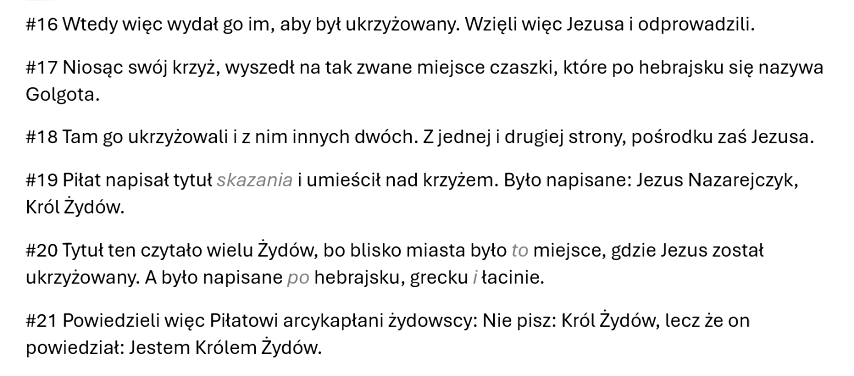 #16 Wtedy więc wydał go im, aby był ukrzyżowany. Wzięli więc Jezusa i odprowadzili.
#17 Niosąc swój krzyż, wyszedł na tak zwane miejsce czaszki, które po hebrajsku się nazywa
Golgota.
#18 Tam go ukrzyżowali i z nim innych dwóch. Z jednej i drugiej strony, pośrodku zaś Jezusa.
#19 Piłat napisał tytuł skazania i umieścił nad krzyżem. Było napisane: Jezus Nazarejczyk,
Król Żydów.
#20 Tytuł ten czytało wielu Żydów, bo blisko miasta było to miejsce, gdzie Jezus został
ukrzyżowany. A było napisane po hebrajsku, grecku i łacinie.
#21 Powiedzieli więc Piłatowi arcykapłani żydowscy: Nie pisz: Król Żydów, lecz że on
powiedział: Jestem Królem Żydów.